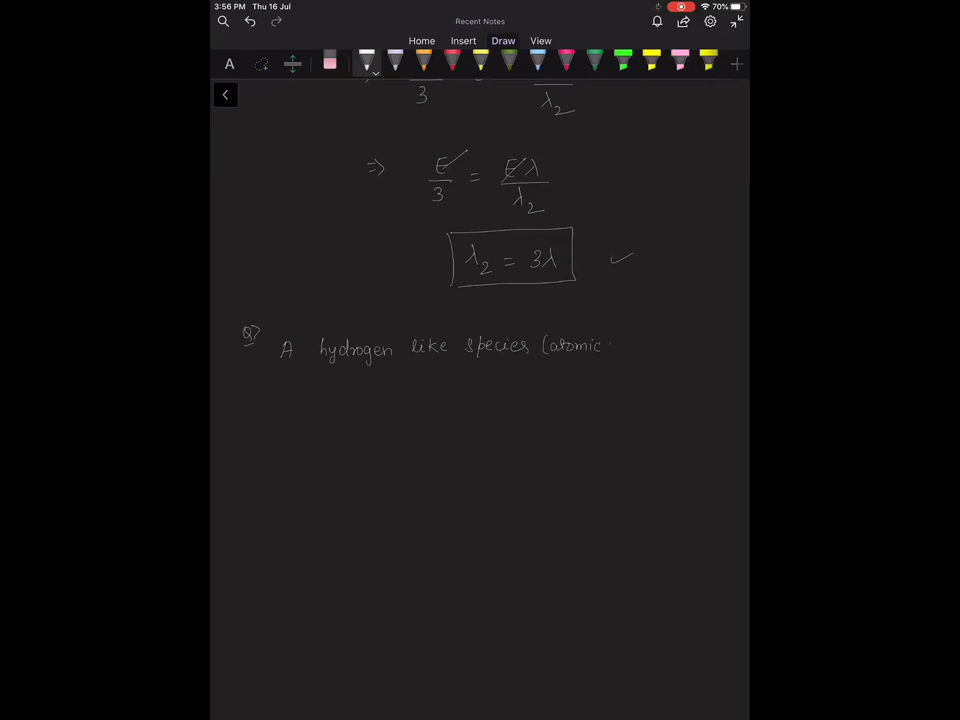 3:56 PM Thu 16 Jul
70%
Recent Notes
Home Insert Draw View
A
3
λ2
⇒ E/3 = Eλ/λ2
λ2 = 3λ ✓
Q7
A hydrogen like species (atomic